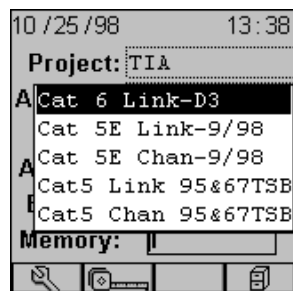 10/25/98 13:38
Project: TIA
A
Cat 6 Link-D3
Cat 5E Link-9/98
Cat 5E Chan-9/98
A
Cat5 Link 95&67TSB
Cat5 Chan 95&67TSB
Memory: